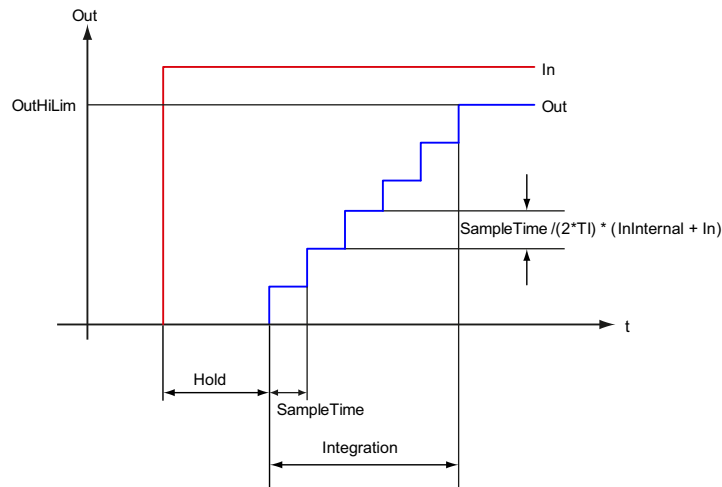 Out
In
OutHiLim
Out
SampleTime /(2*TI) * (InInternal + In)
t
Hold
SampleTime
Integration